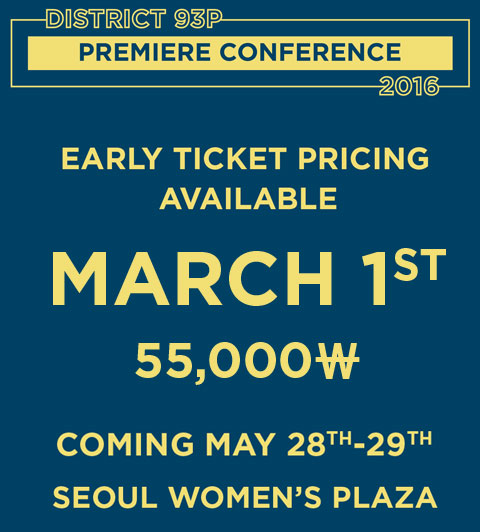 DISTRICT 93P
PREMIERE CONFERENCE
2016
EARLY TICKET PRICING
AVAILABLE
MARCH 1ST
55,000₩
COMING MAY 28TH-29TH
SEOUL WOMEN'S PLAZA